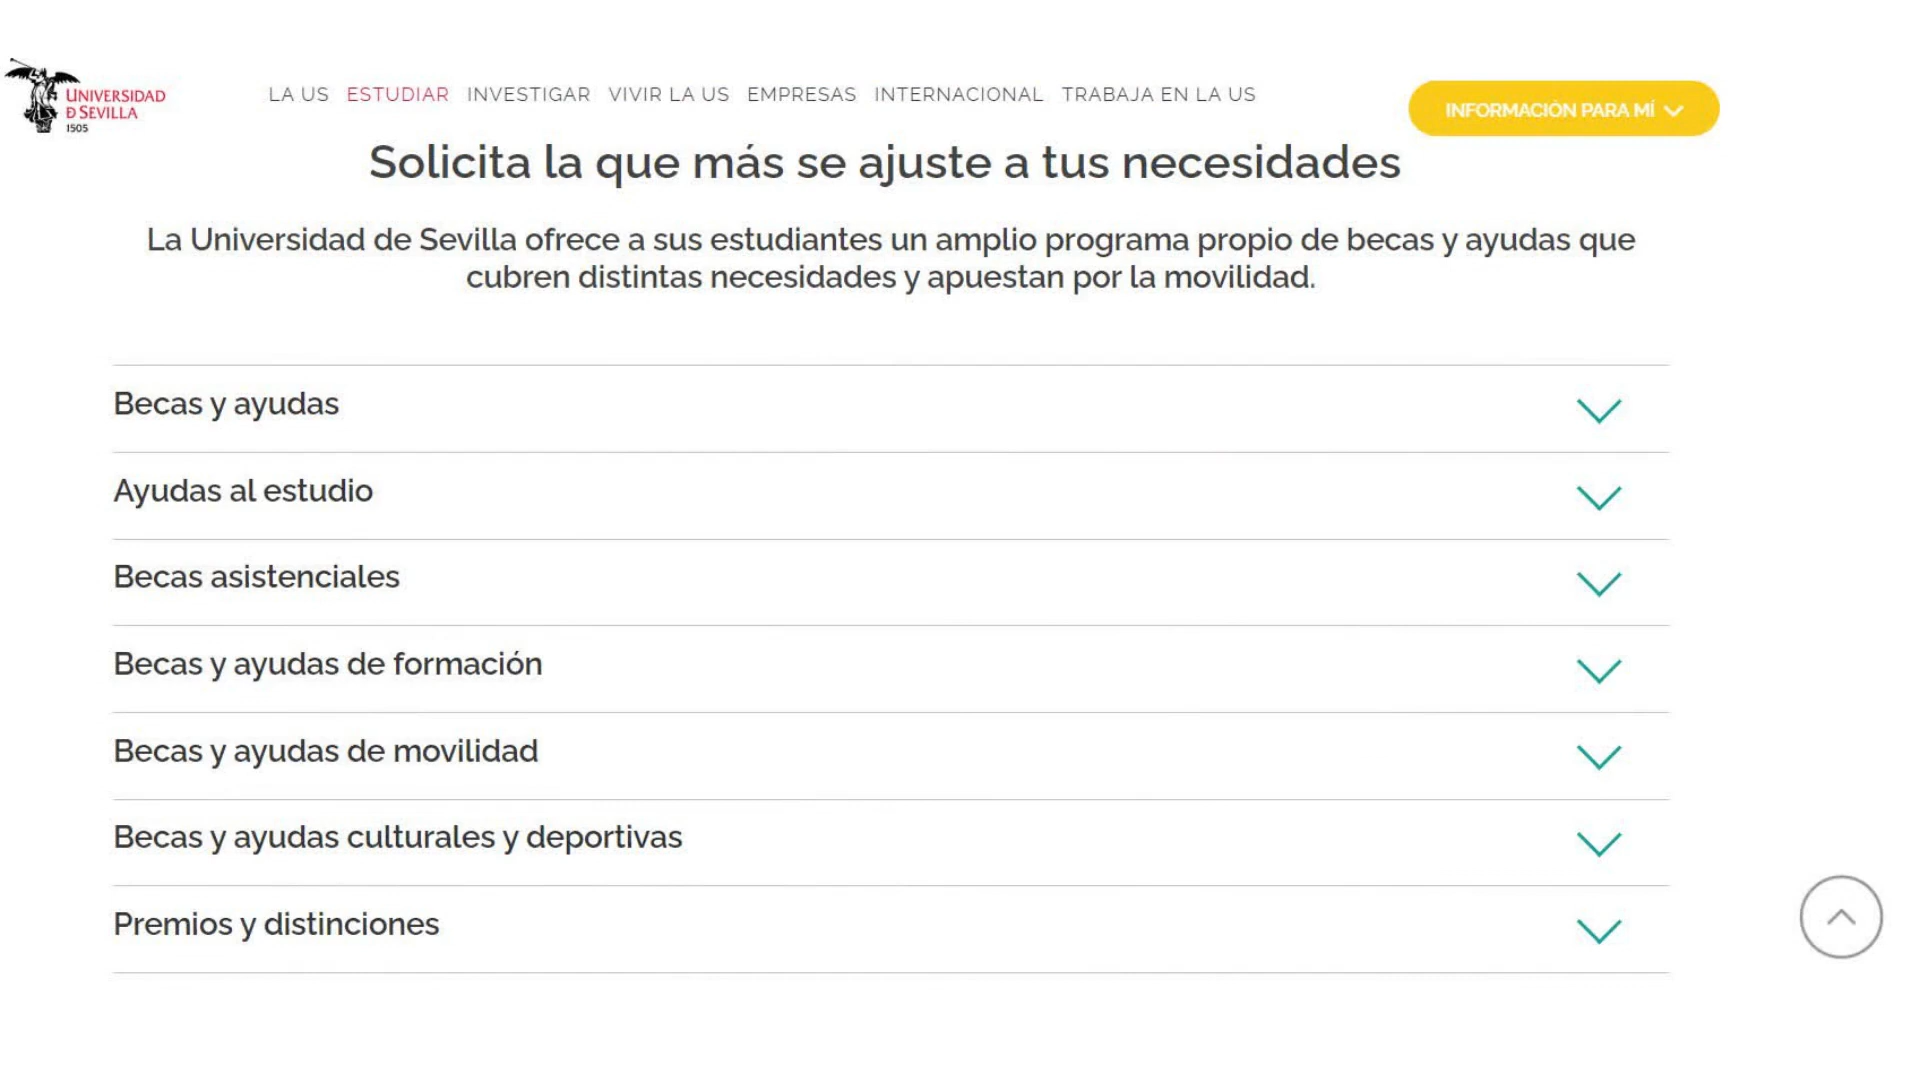 UNIVERSIDAD
Đ SEVILLA
1505
LA US ESTUDIAR INVESTIGAR VIVIR LA US EMPRESAS INTERNACIONAL TRABAJA EN LA US
INFORMACIÓN PARA MÍ
Solicita la que más se ajuste a tus necesidades
La Universidad de Sevilla ofrece a sus estudiantes un amplio programa propio de becas y ayudas que
cubren distintas necesidades y apuestan por la movilidad.
Becas y ayudas
Ayudas al estudio
Becas asistenciales
Becas y ayudas de formación
Becas y ayudas de movilidad
Becas y ayudas culturales y deportivas
Premios y distinciones